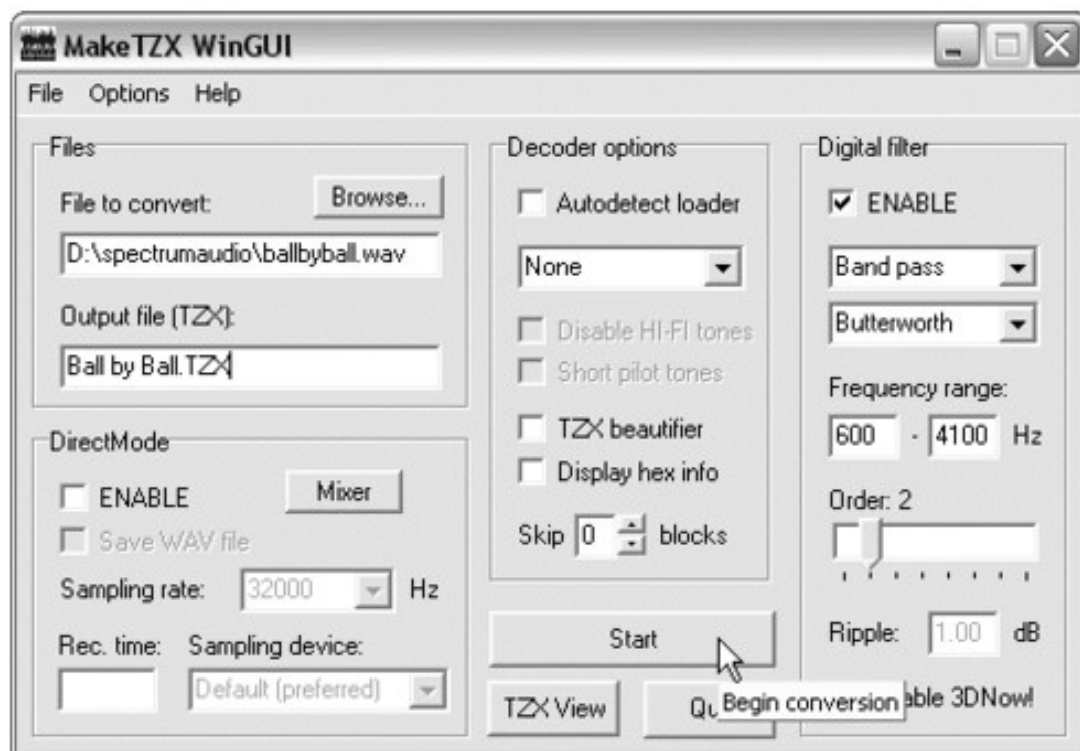 MakeTZX WinGUI
File Options Help
Files
File to convert:
Browse...
D:\spectrumaudio\ballbyball.wav
Output file (TZX):
Ball by Ball.TZX
DirectMode
ENABLE
Mixer
Save WAV file
Sampling rate: 32000 Hz
Rec. time: Sampling device:
Default (preferred)
Decoder options
Autodetect loader
None
Disable HI-FI tones
Short pilot tones
TZX beautifier
Display hex info
Skip 0 blocks
Start
TZX View
Begin conversion
Digital filter
ENABLE
Band pass
Butterworth
Frequency range:
600 - 4100 Hz
Order: 2
Ripple: 1.00 dB
3DNow!